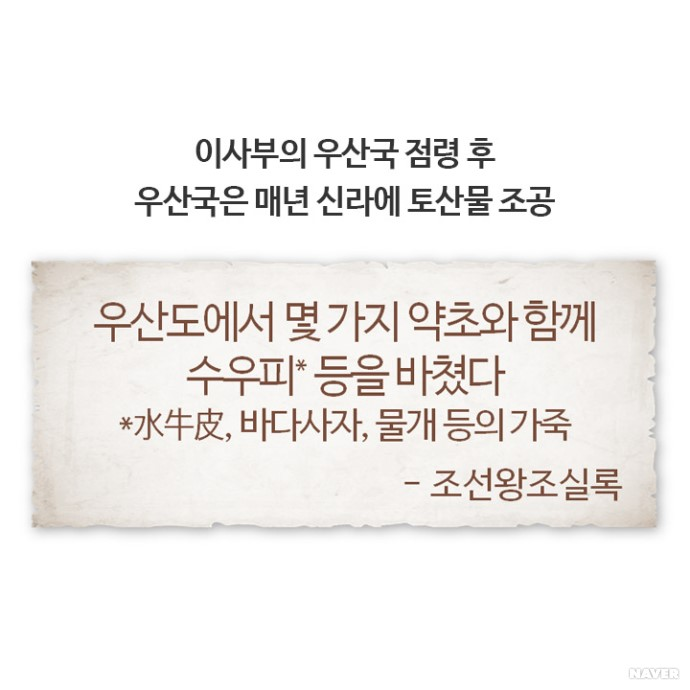 이사부의 우산국 점령 후
우산국은 매년 신라에 토산물 조공
우산도에서 몇 가지 약초와 함께
수우피* 등을 바쳤다
*水牛皮, 바다사자, 물개 등의 가죽
- 조선왕조실록
NAVER